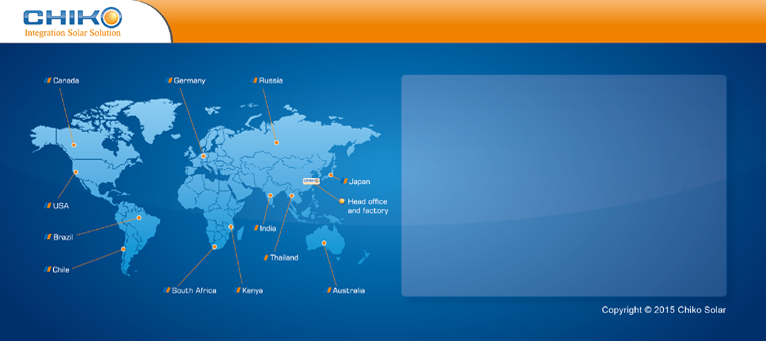 CHIKO
Integration Solar Solution
Canada
Germany
Russia
CHIKO
Japan
Head office
and factory
USA
India
Brazil
Thailand
Chile
South Africa
Kenya
Australia
Copyright © 2015 Chiko Solar